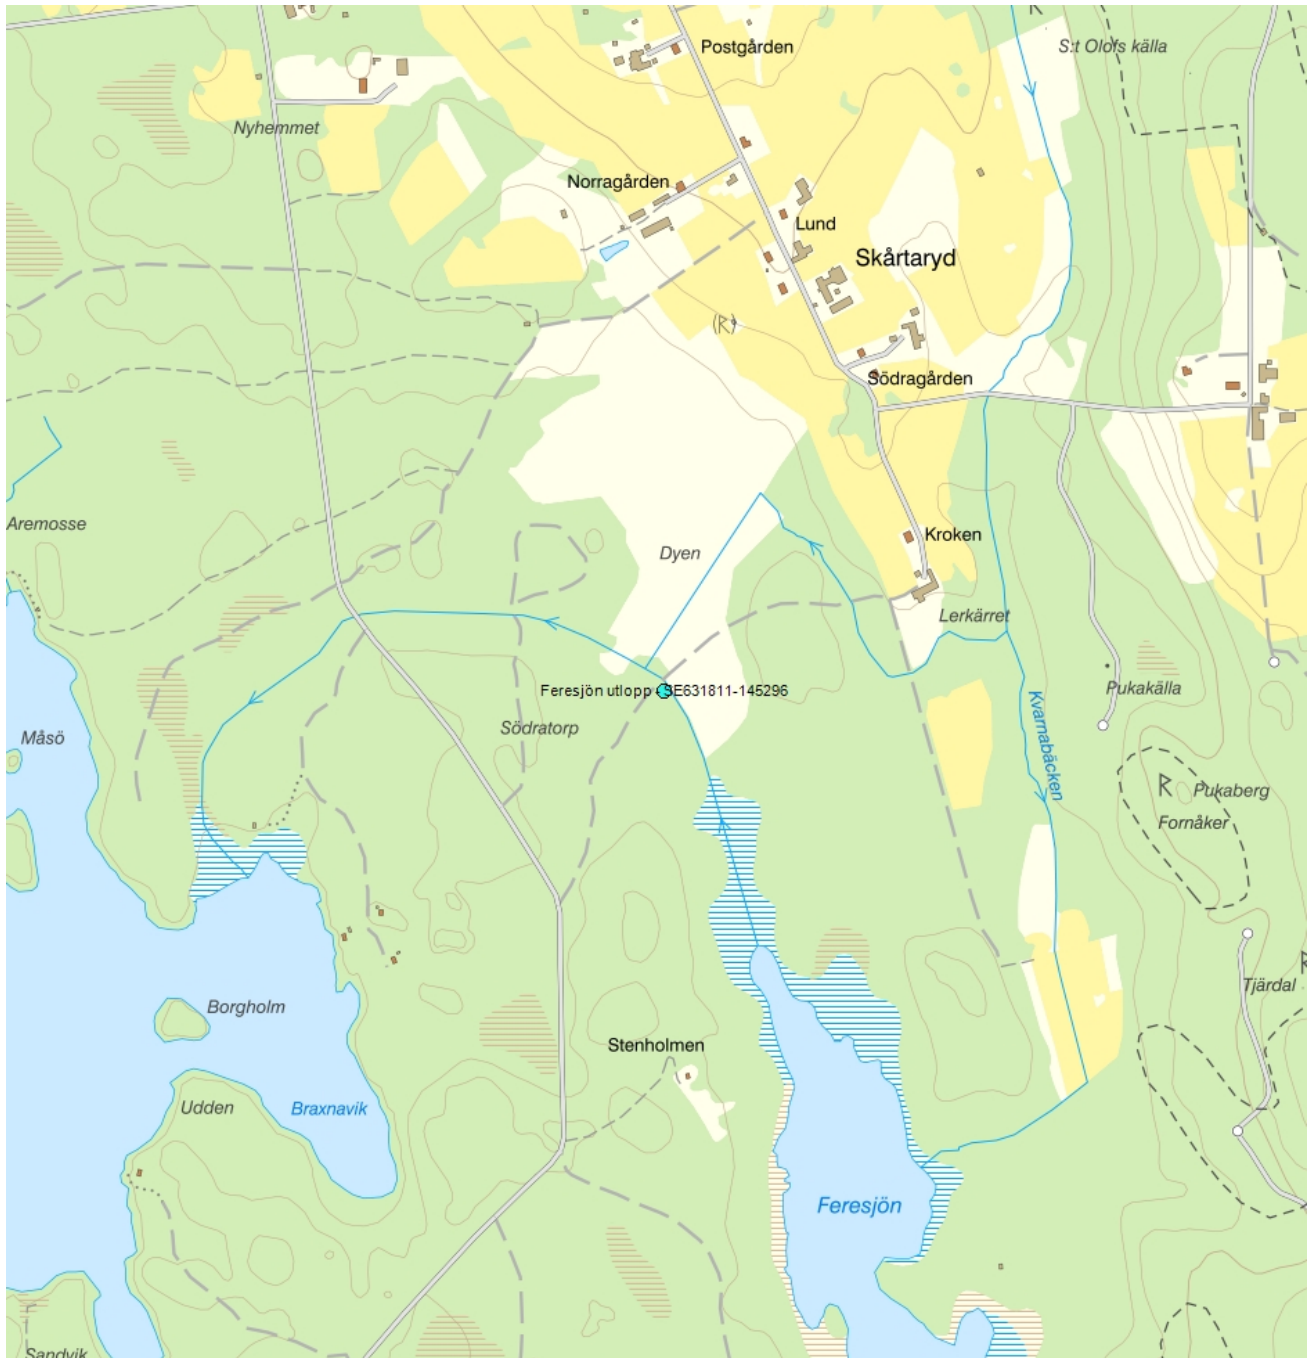 S:t Olofs källa
Postgården
Nyhemmet
Norragården
Lund
Skårtaryd
(R)
Södragården
Aremosse
Dyen
Kroken
Lerkärret
Feresjön utlopp - SE631811-145296
Pukakälla
Kvarnabäcken
Södratorp
Måsö
R
Pukaberg
Fornåker
Tjärdal
R
Borgholm
Stenholmen
Udden
Braxnavik
Feresjön
Sandvik